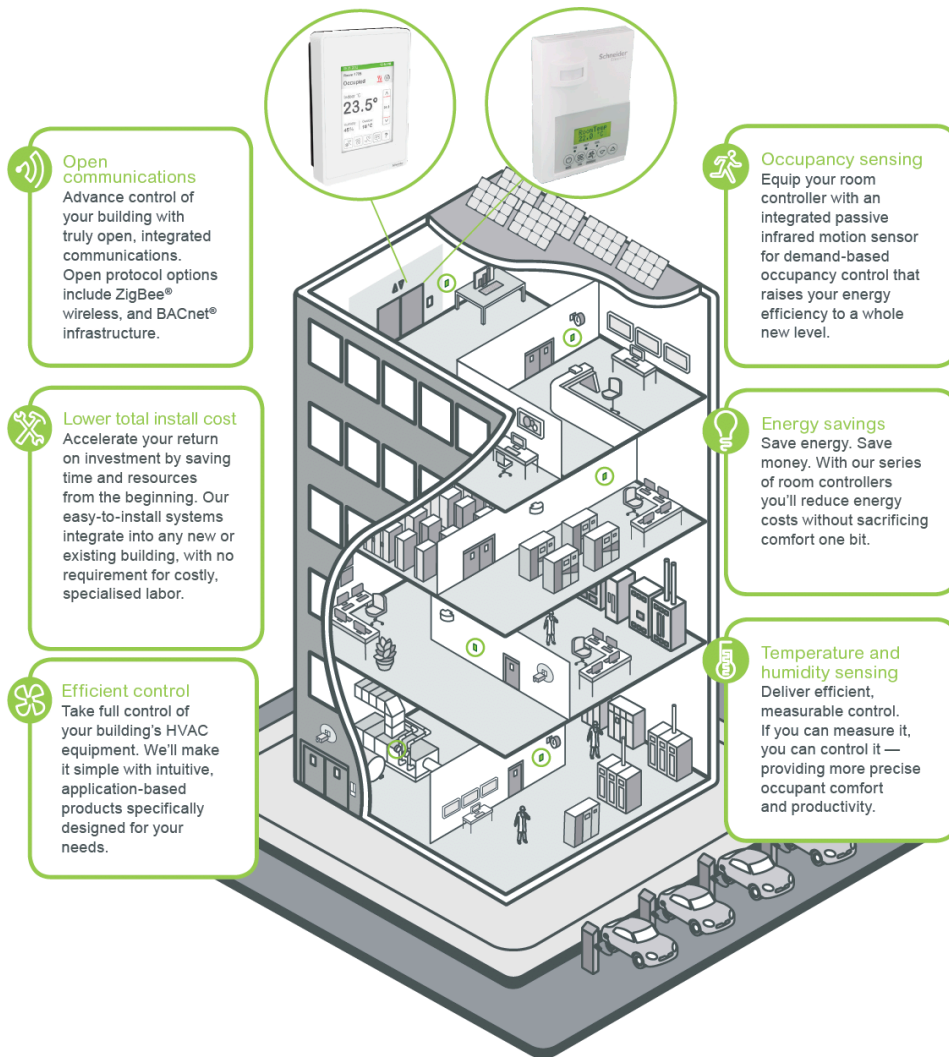 Occupied
23.5°
Schneider
Open
communications
Advance control of
your building with
truly open, integrated
communications.
Open protocol options
include ZigBee®
wireless, and BACnet®
infrastructure.
Lower total install cost
Accelerate your return
on investment by saving
time and resources
from the beginning. Our
easy-to-install systems
integrate into any new or
existing building, with no
requirement for costly,
specialised labor.
Efficient control
Take full control of
your building's HVAC
equipment. We'll make
it simple with intuitive,
application-based
products specifically
designed for your
needs.
Occupancy sensing
Equip your room
controller with an
integrated passive
infrared motion sensor
for demand-based
occupancy control that
raises your energy
efficiency to a whole
new level.
Energy savings
Save energy. Save
money. With our series
of room controllers
you'll reduce energy
costs without sacrificing
comfort one bit.
Temperature and
humidity sensing
Deliver efficient,
measurable control.
If you can measure it,
you can control it —
providing more precise
occupant comfort
and productivity.